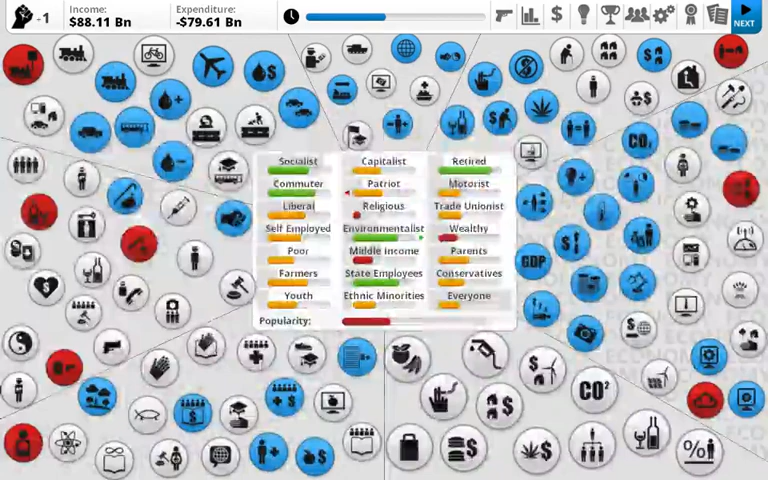 Income:
$88.11 Bn
Expenditure:
-$79.61 Bn
-1
NEXT
Socialist
Capitalist
Retired
Commuter
Patriot
Motorist
Liberal
Religious
Trade Unionist
Self Employed
Environmentalist
Wealthy
Poor
Middle Income
Parents
Farmers
State Employees
Conservatives
Youth
Ethnic Minorities
Everyone
Popularity:
CO₂
GDP
CO²